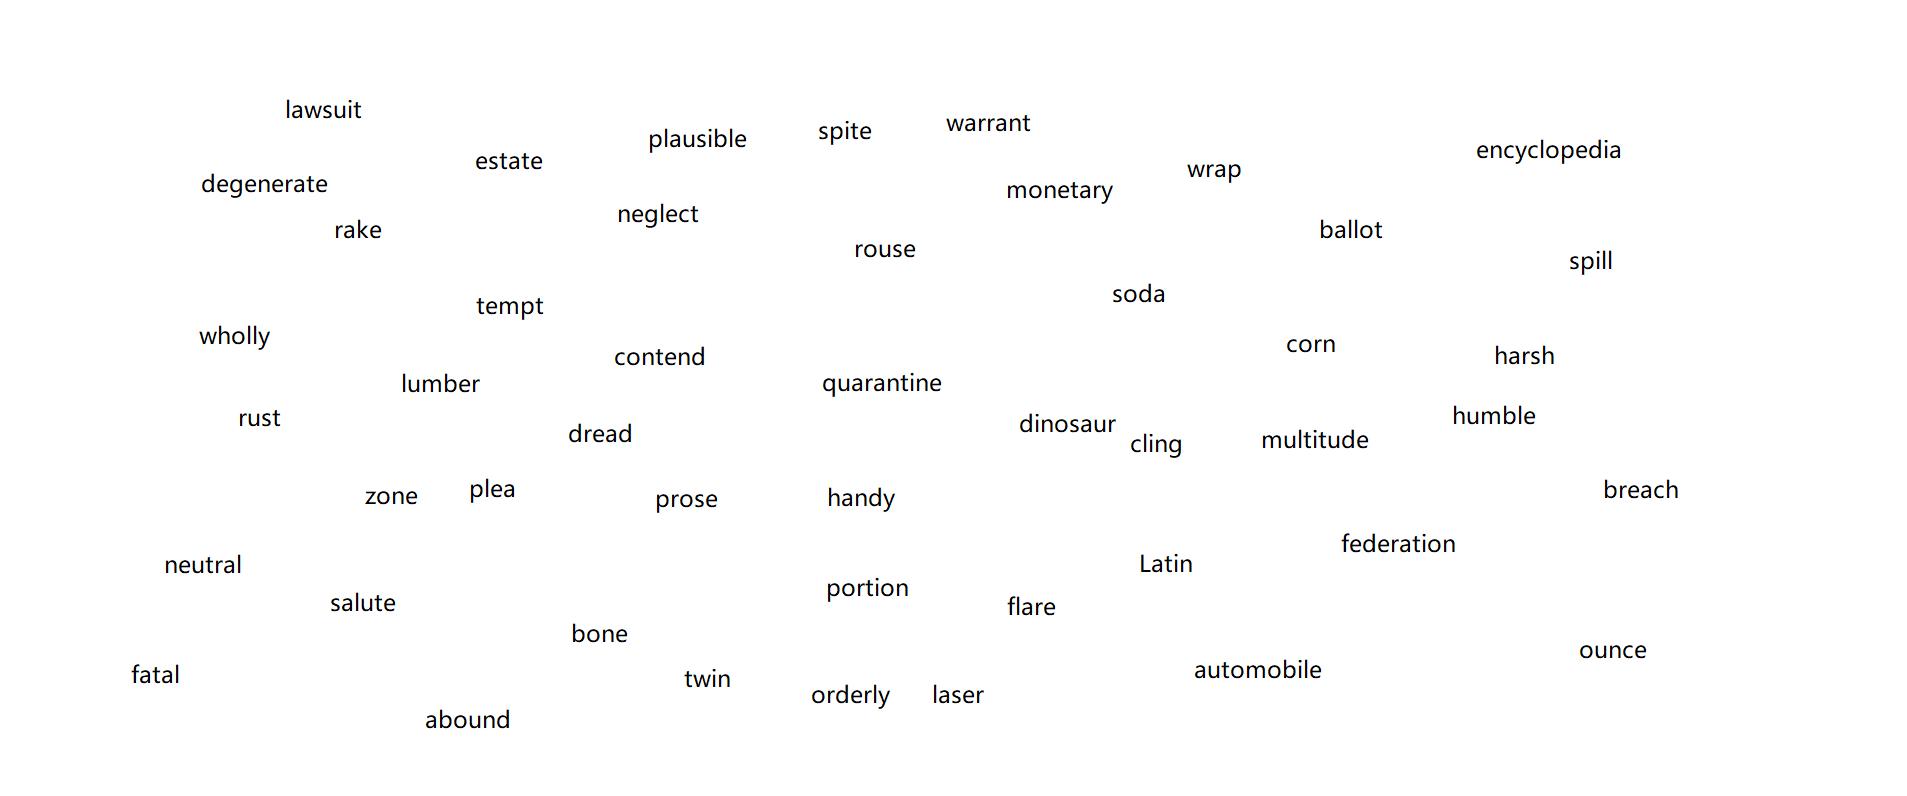 lawsuit
warrant
spite
plausible
encyclopedia
estate
wrap
degenerate
monetary
neglect
rake
ballot
rouse
spill
soda
tempt
wholly
corn
harsh
contend
quarantine
lumber
humble
rust
dinosaur
dread
multitude
cling
plea
breach
zone
handy
prose
federation
Latin
neutral
portion
salute
flare
bone
ounce
automobile
fatal
twin
orderly
laser
abound